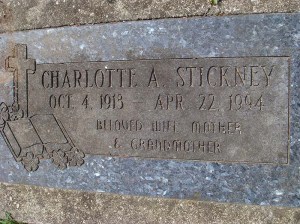 CHARLOTTE A. STICKNEY
OCT. 4, 1913 - APR. 22, 1994
BELOVED WIFE MOTHER
& GRANDMOTHER